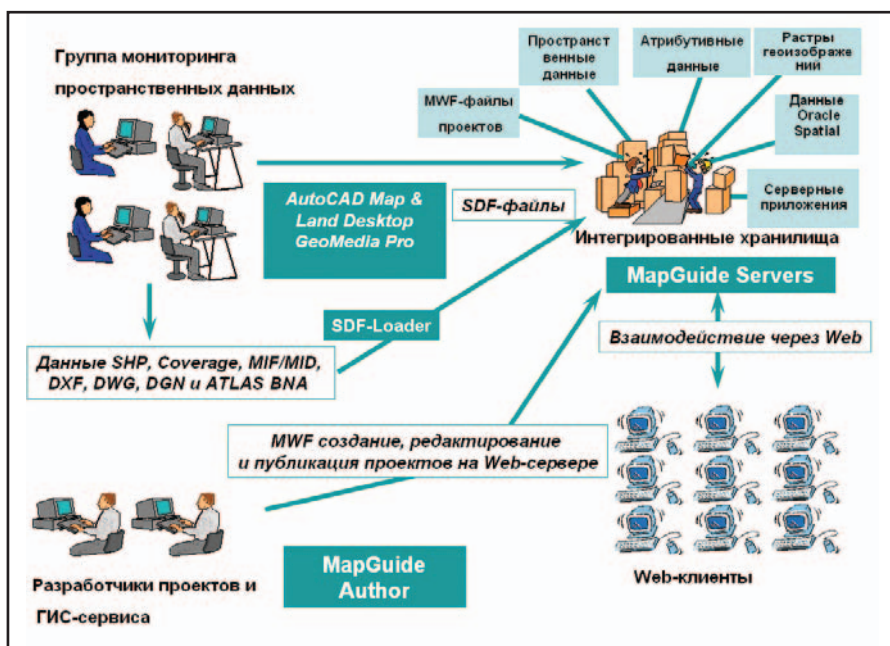 Группа мониторинга
пространственных данных
Пространст
венные
данные
Атрибутивные
данные
Растры
геоизображе
ний
MWF-файлы
проектов
Данные
Oracle
Spatial
Серверные
приложения
AutoCAD Map &
Land Desktop
GeoMedia Pro
SDF-файлы
Интегрированные хранилища
MapGuide Servers
SDF-Loader
Взаимодействие через Web
Данные SHP, Coverage, MIF/MID,
DXF, DWG, DGN и ATLAS BNA
MWF создание, редактирование
и публикация проектов на Web-сервере
MapGuide
Author
Разработчики проектов и
ГИС-сервиса
Web-клиенты